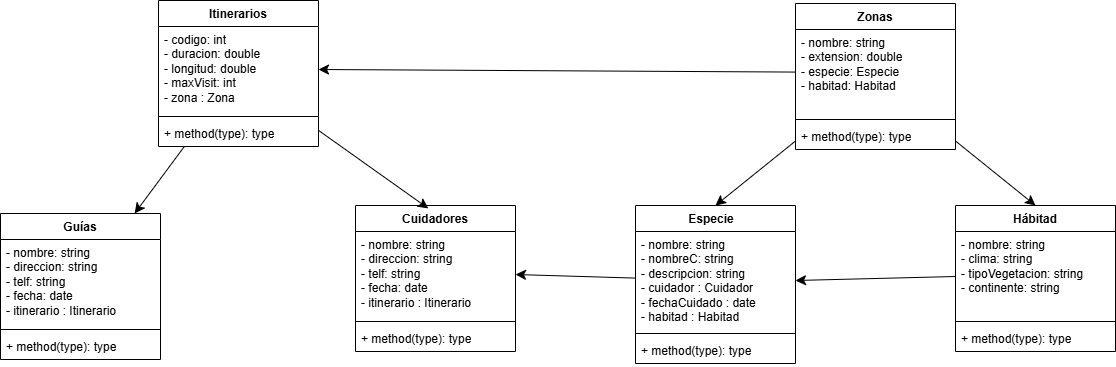 Itinerarios
- codigo: int
- duracion: double
- longitud: double
- maxVisit: int
- zona : Zona
+ method(type): type
Zonas
- nombre: string
- extension: double
- especie: Especie
- habitad: Habitad
+ method(type): type
Guías
- nombre: string
- direccion: string
- telf: string
- fecha: date
- itinerario : Itinerario
+ method(type): type
Cuidadores
- nombre: string
- direccion: string
- telf: string
- fecha: date
- itinerario : Itinerario
+ method(type): type
Especie
- nombre: string
- nombreC: string
- descripcion: string
- cuidador : Cuidador
- fechaCuidado : date
- habitad : Habitad
+ method(type): type
Hábitad
- nombre: string
- clima: string
- tipoVegetacion: string
- continente: string
+ method(type): type